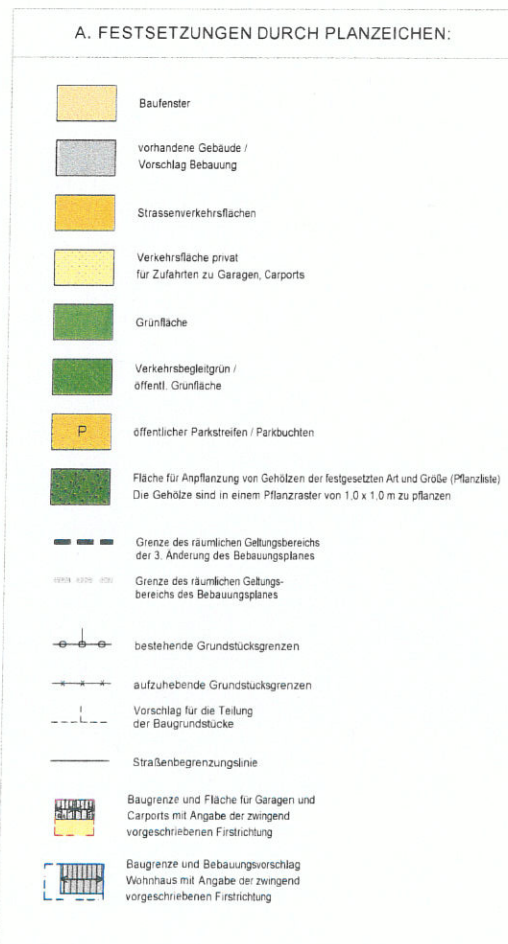 A. FESTSETZUNGEN DURCH PLANZEICHEN:
Baufenster
vorhandene Gebäude /
Vorschlag Bebauung
Strassenverkehrsflächen
Verkehrsfläche privat
für Zufahrten zu Garagen, Carports
Grünfläche
Verkehrsbegleitgrün /
öffentl. Grünfläche
P
öffentlicher Parkstreifen / Parkbuchten
Fläche für Anpflanzung von Gehölzen der festgesetzten Art und Größe (Pflanzliste)
Die Gehölze sind in einem Pflanzraster von 1,0 x 1,0 m zu pflanzen
Grenze des räumlichen Geltungsbereichs
der 3. Änderung des Bebauungsplanes
Grenze des räumlichen Geltungs-
bereichs des Bebauungsplanes
bestehende Grundstücksgrenzen
aufzuhebende Grundstücksgrenzen
Vorschlag für die Teilung
der Baugrundstücke
Straßenbegrenzungslinie
Baugrenze und Fläche für Garagen und
Carports mit Angabe der zwingend
vorgeschriebenen Firstrichtung
Baugrenze und Bebauungsvorschlag
Wohnhaus mit Angabe der zwingend
vorgeschriebenen Firstrichtung